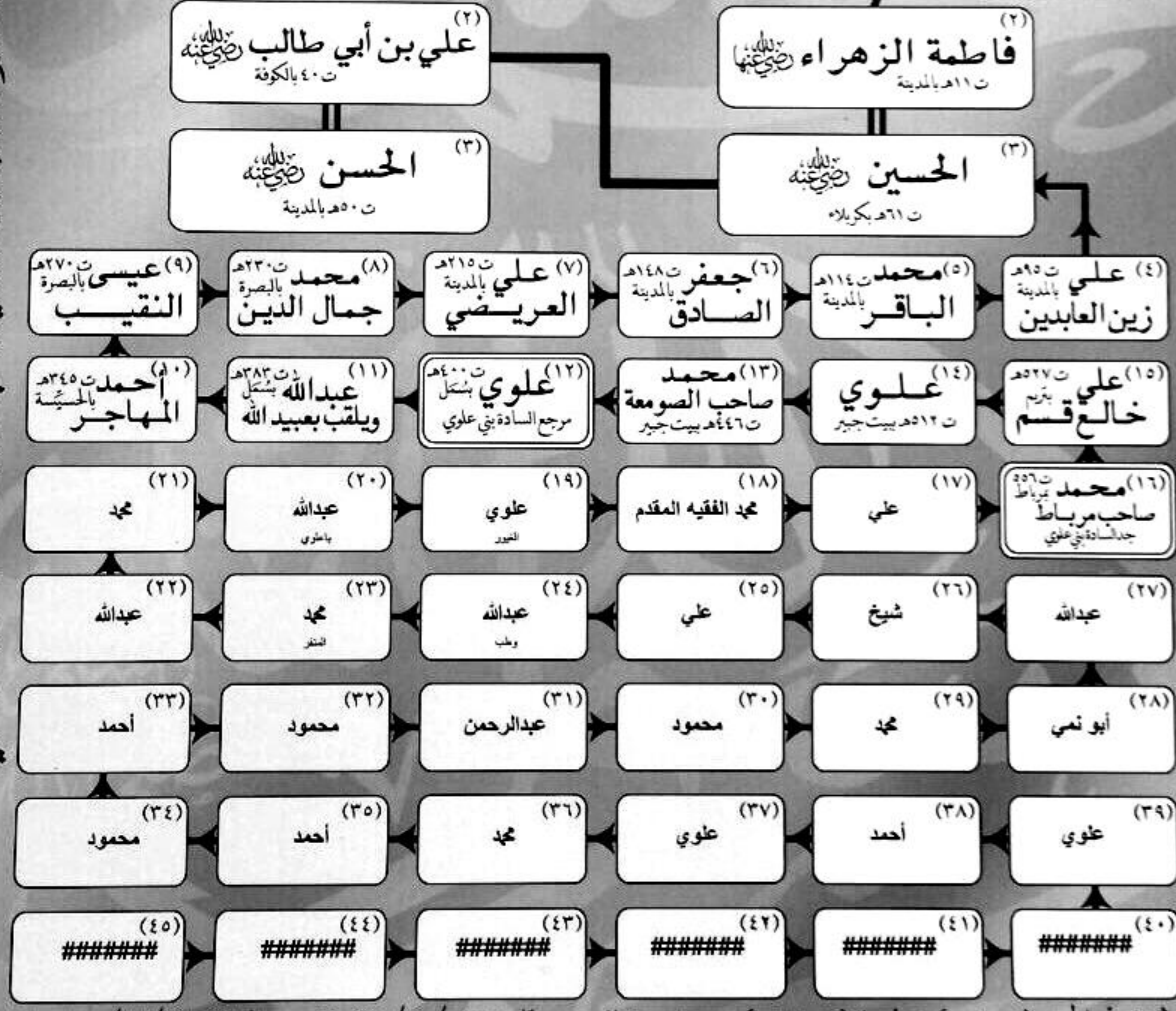 (٢)
فاطمة الزهراء رضي الله عنها
ت ١١هـ بالمدينة
(٢)
علي بن أبي طالب رضي الله عنه
ت ٤٠ بالكوفة
(٣)
الحسين رضي الله عنه
ت ٦١هـ بكربلاء
(٣)
الحسن رضي الله عنه
ت ٥٠هـ بالمدينة
(٤) علي ت ٩٥هـ بالمدينة
زين العابدين
(٥) محمد ت ١١٤هـ بالمدينة
الباقر
(٦) جعفر ت ١٤٨هـ بالمدينة
الصادق
(٧) علي ت ٢١٥هـ بالمدينة
العريضي
(٨) محمد ت ٢٣٠هـ بالبصرة
جمال الدين
(٩) عيسى ت ٢٧٠هـ بالبصرة
النقيب
(١٠) أحمد ت ٣٤٥هـ بالحسيسة
المهاجر
(١١) عبدالله ت ٣٨٣هـ بسمل
ويلقب بعبيد الله
(١٢) علوي ت ٤٠٠هـ بسمل
مرجع السادة بني علوي
(١٣) محمد
صاحب الصومعة
ت ٤٤٦هـ ببيت جبير
(١٤) علوي
ت ٥١٢هـ ببيت جبير
(١٥) علي ت ٥٢٧هـ بتريم
خالع قسم
(١٦) محمد ت ٥٥٦ بمرباط
صاحب مرباط
جد السادة بني علوي
(١٧)
علي
(١٨)
محمد الفقيه المقدم
(١٩)
علوي
الغيور
(٢٠)
عبدالله
باعلوي
(٢١)
محمد
(٢٢)
عبدالله
(٢٣)
محمد
المنفر
(٢٤)
عبدالله
وطب
(٢٥)
علي
(٢٦)
شيخ
(٢٧)
عبدالله
(٢٨)
أبو نمي
(٢٩)
محمد
(٣٠)
محمود
(٣١)
عبدالرحمن
(٣٢)
محمود
(٣٣)
أحمد
(٣٤)
محمود
(٣٥)
أحمد
(٣٦)
محمد
(٣٧)
علوي
(٣٨)
أحمد
(٣٩)
علوي
(٤٠)
#######
(٤١)
#######
(٤٢)
#######
(٤٣)
#######
(٤٤)
#######
(٤٥)
#######